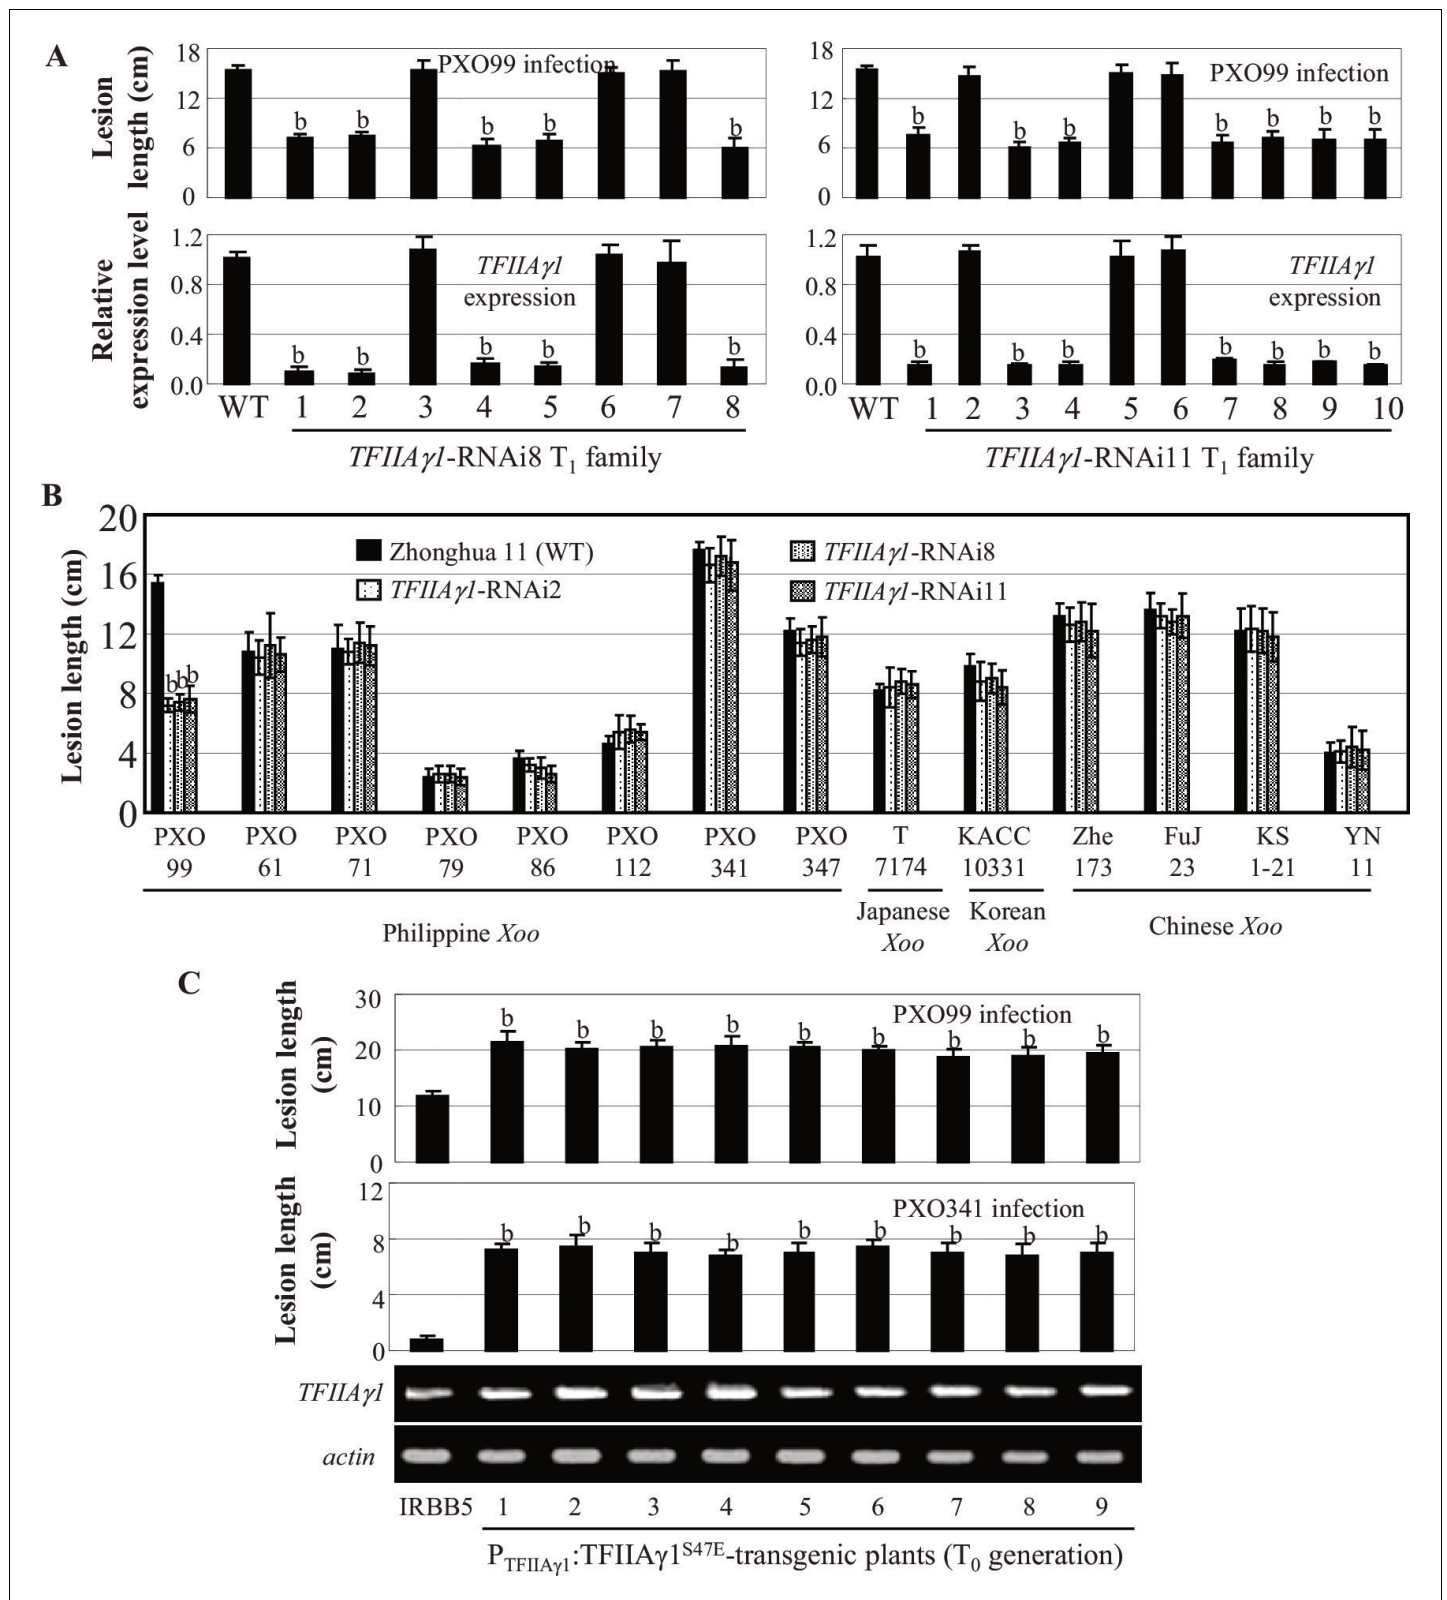 A
Lesion
length (cm)
18
12
6
0
PXO99 infection
b b b b b
18
12
6
0
PXO99 infection
b b b b b b b
Relative
expression level
1.2
0.8
0.4
0.0
TFIIAγ1
expression
b b b b b
WT 1 2 3 4 5 6 7 8
TFIIAγ1-RNAi8 T1 family
1.2
0.8
0.4
0.0
TFIIAγ1
expression
b b b b b b b
WT 1 2 3 4 5 6 7 8 9 10
TFIIAγ1-RNAi11 T1 family
B
Lesion length (cm)
20
16
12
8
4
0
Zhonghua 11 (WT)
TFIIAγ1-RNAi2
TFIIAγ1-RNAi8
TFIIAγ1-RNAi11
bbb
PXO PXO PXO PXO PXO PXO PXO PXO T KACC Zhe FuJ KS YN
99 61 71 79 86 112 341 347 7174 10331 173 23 1-21 11
Philippine Xoo
Japanese
Xoo
Korean
Xoo
Chinese Xoo
C
Lesion length
(cm)
30
20
10
0
PXO99 infection
b b b b b b b b b
Lesion length
(cm)
12
8
4
0
PXO341 infection
b b b b b b b b b
TFIIAγ1
actin
IRBB5 1 2 3 4 5 6 7 8 9
PTFIIAγ1:TFIIAγ1S47E-transgenic plants (T0 generation)